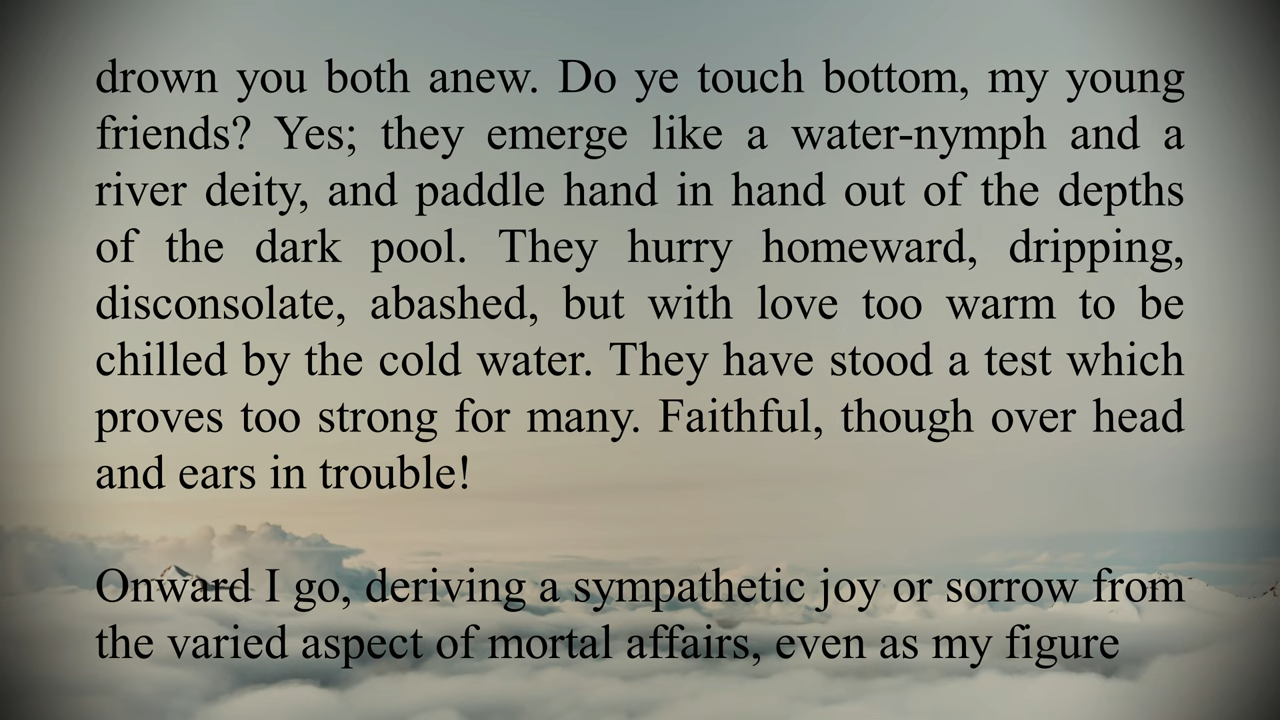 drown you both anew. Do ye touch bottom, my young
friends? Yes; they emerge like a water-nymph and a
river deity, and paddle hand in hand out of the depths
of the dark pool. They hurry homeward, dripping,
disconsolate, abashed, but with love too warm to be
chilled by the cold water. They have stood a test which
proves too strong for many. Faithful, though over head
and ears in trouble!
Onward I go, deriving a sympathetic joy or sorrow from
the varied aspect of mortal affairs, even as my figure